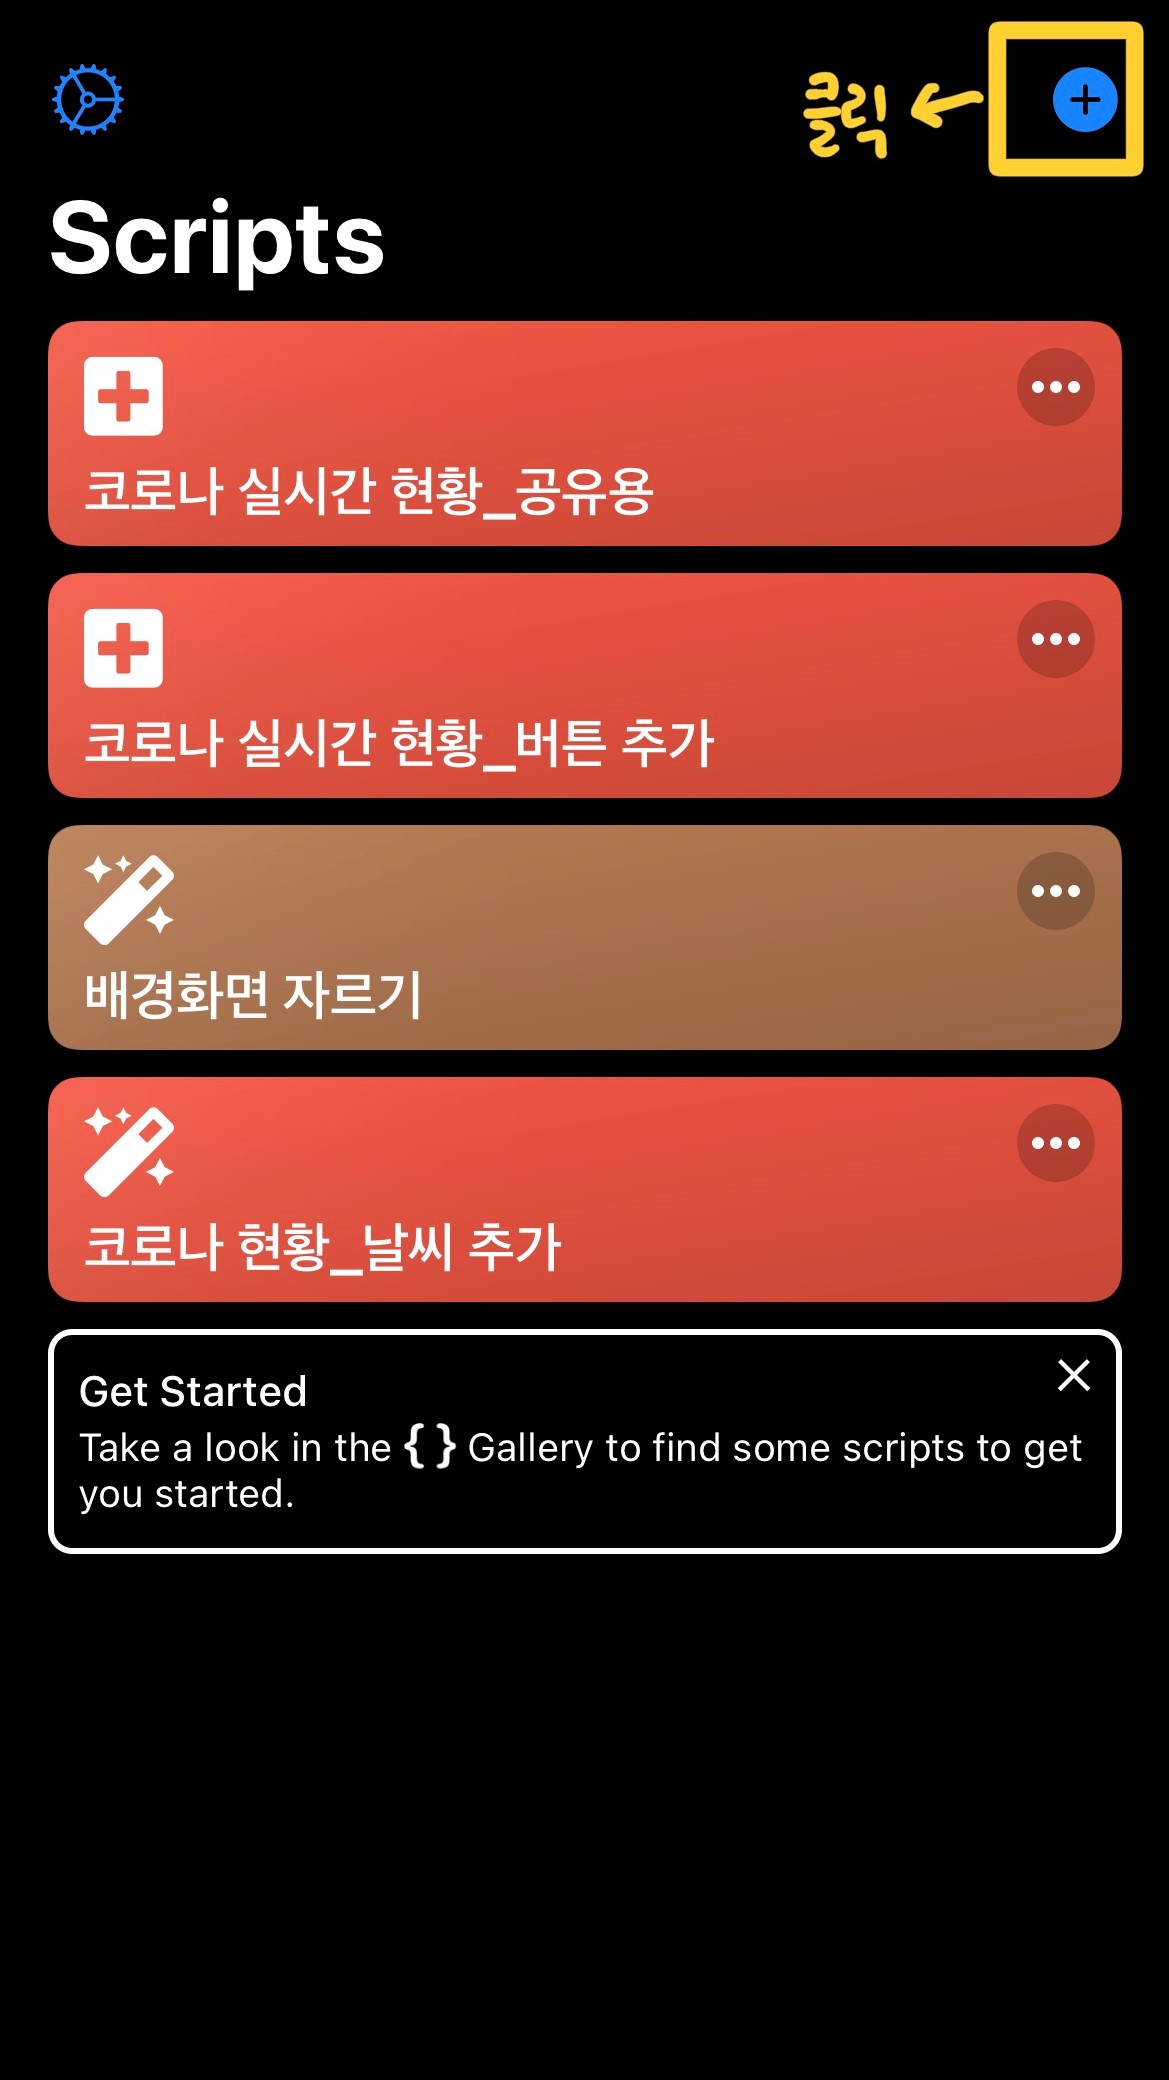 클릭
Scripts
코로나 실시간 현황_공유용
코로나 실시간 현황_버튼 추가
배경화면 자르기
코로나 현황_날씨 추가
Get Started
Take a look in the { } Gallery to find some scripts to get
you started.